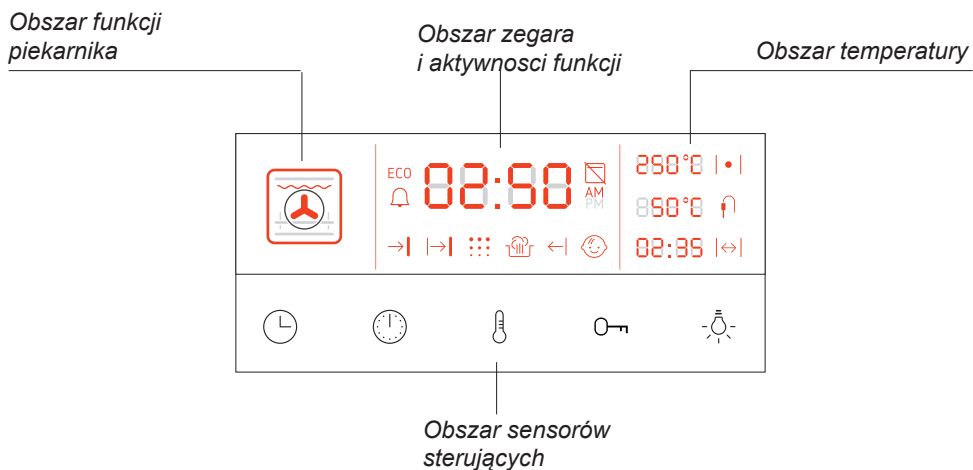 Obszar funkcji
piekarnika
Obszar zegara
i aktywnosci funkcji
Obszar temperatury
ECO
02:50
AM
PM
250°C
50°C
02:35
Obszar sensorów
sterujących